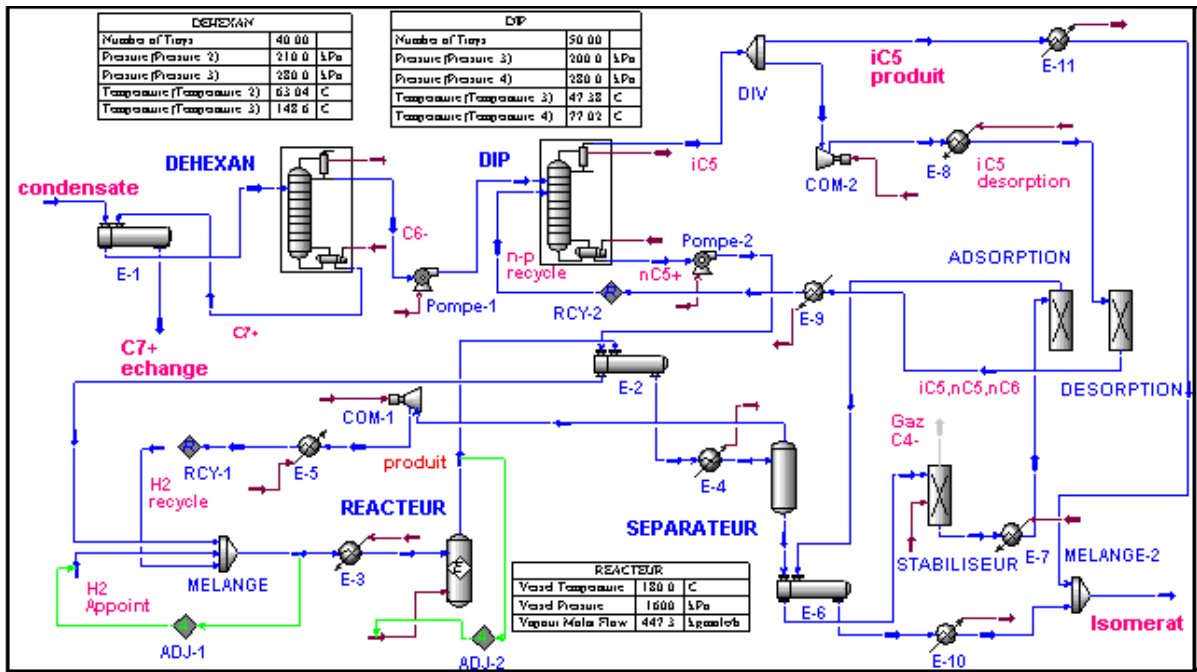 DEHEXAN
Number of Trays 40.00
Pressure (Pressure 2) 210.0 kPa
Pressure (Pressure 3) 280.0 kPa
Temperature (Temperature 2) 63.04 C
Temperature (Temperature 3) 148.6 C
DIP
Number of Trays 50.00
Pressure (Pressure 3) 200.0 kPa
Pressure (Pressure 4) 280.0 kPa
Temperature (Temperature 3) 47.38 C
Temperature (Temperature 4) 77.02 C
iC5
produit
E-11
DIV
DEHEXAN
DIP
iC5
COM-2
E-8
iC5
desorption
condensate
E-1
C6-
Pompe-1
n-p
recycle
nC5+
Pompe-2
ADSORPTION
C7+
C7+
echange
RCY-2
E-9
iC5,nC5,nC6
DESORPTION
E-2
COM-1
Gaz
C4-
RCY-1
E-5
produit
E-4
H2
recycle
REACTEUR
SEPARATEUR
MELANGE
E-3
STABILISEUR
E-7
MELANGE-2
H2
Appoint
REACTEUR
Vessel Temperature 180.0 C
Vessel Pressure 1600 kPa
Vapour Molar Flow 447.3 kgmole/h
E-6
Isomerat
ADJ-1
ADJ-2
E-10